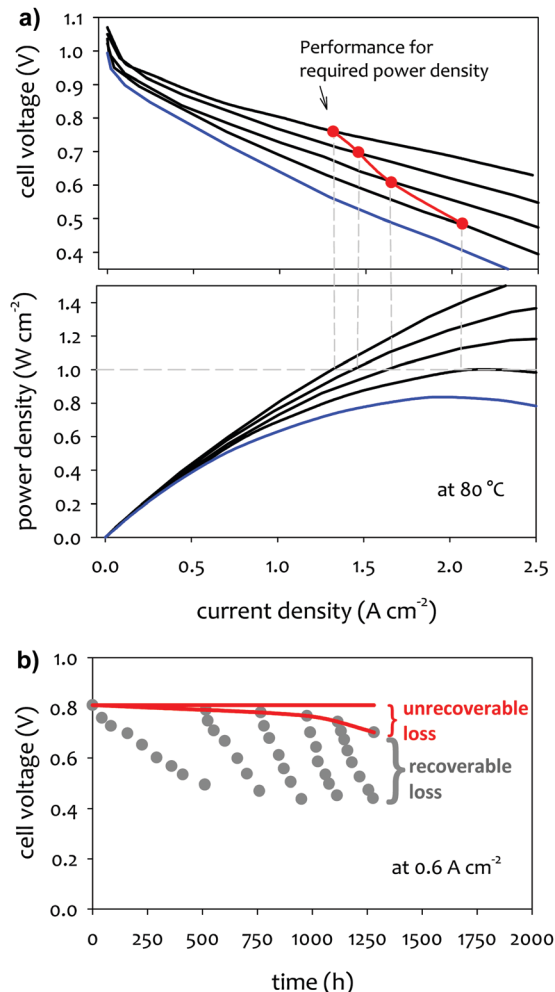 a)
1.1
1.0
0.9
0.8
0.7
0.6
0.5
0.4
cell voltage (V)
Performance for
required power density
1.4
1.2
1.0
0.8
0.6
0.4
0.2
0.0
power density (W cm⁻²)
at 80 °C
0.0 0.5 1.0 1.5 2.0 2.5
current density (A cm⁻²)
b)
1.0
0.8
0.6
0.4
0.2
0.0
cell voltage (V)
unrecoverable
loss
recoverable
loss
at 0.6 A cm⁻²
0 250 500 750 1000 1250 1500 1750 2000
time (h)